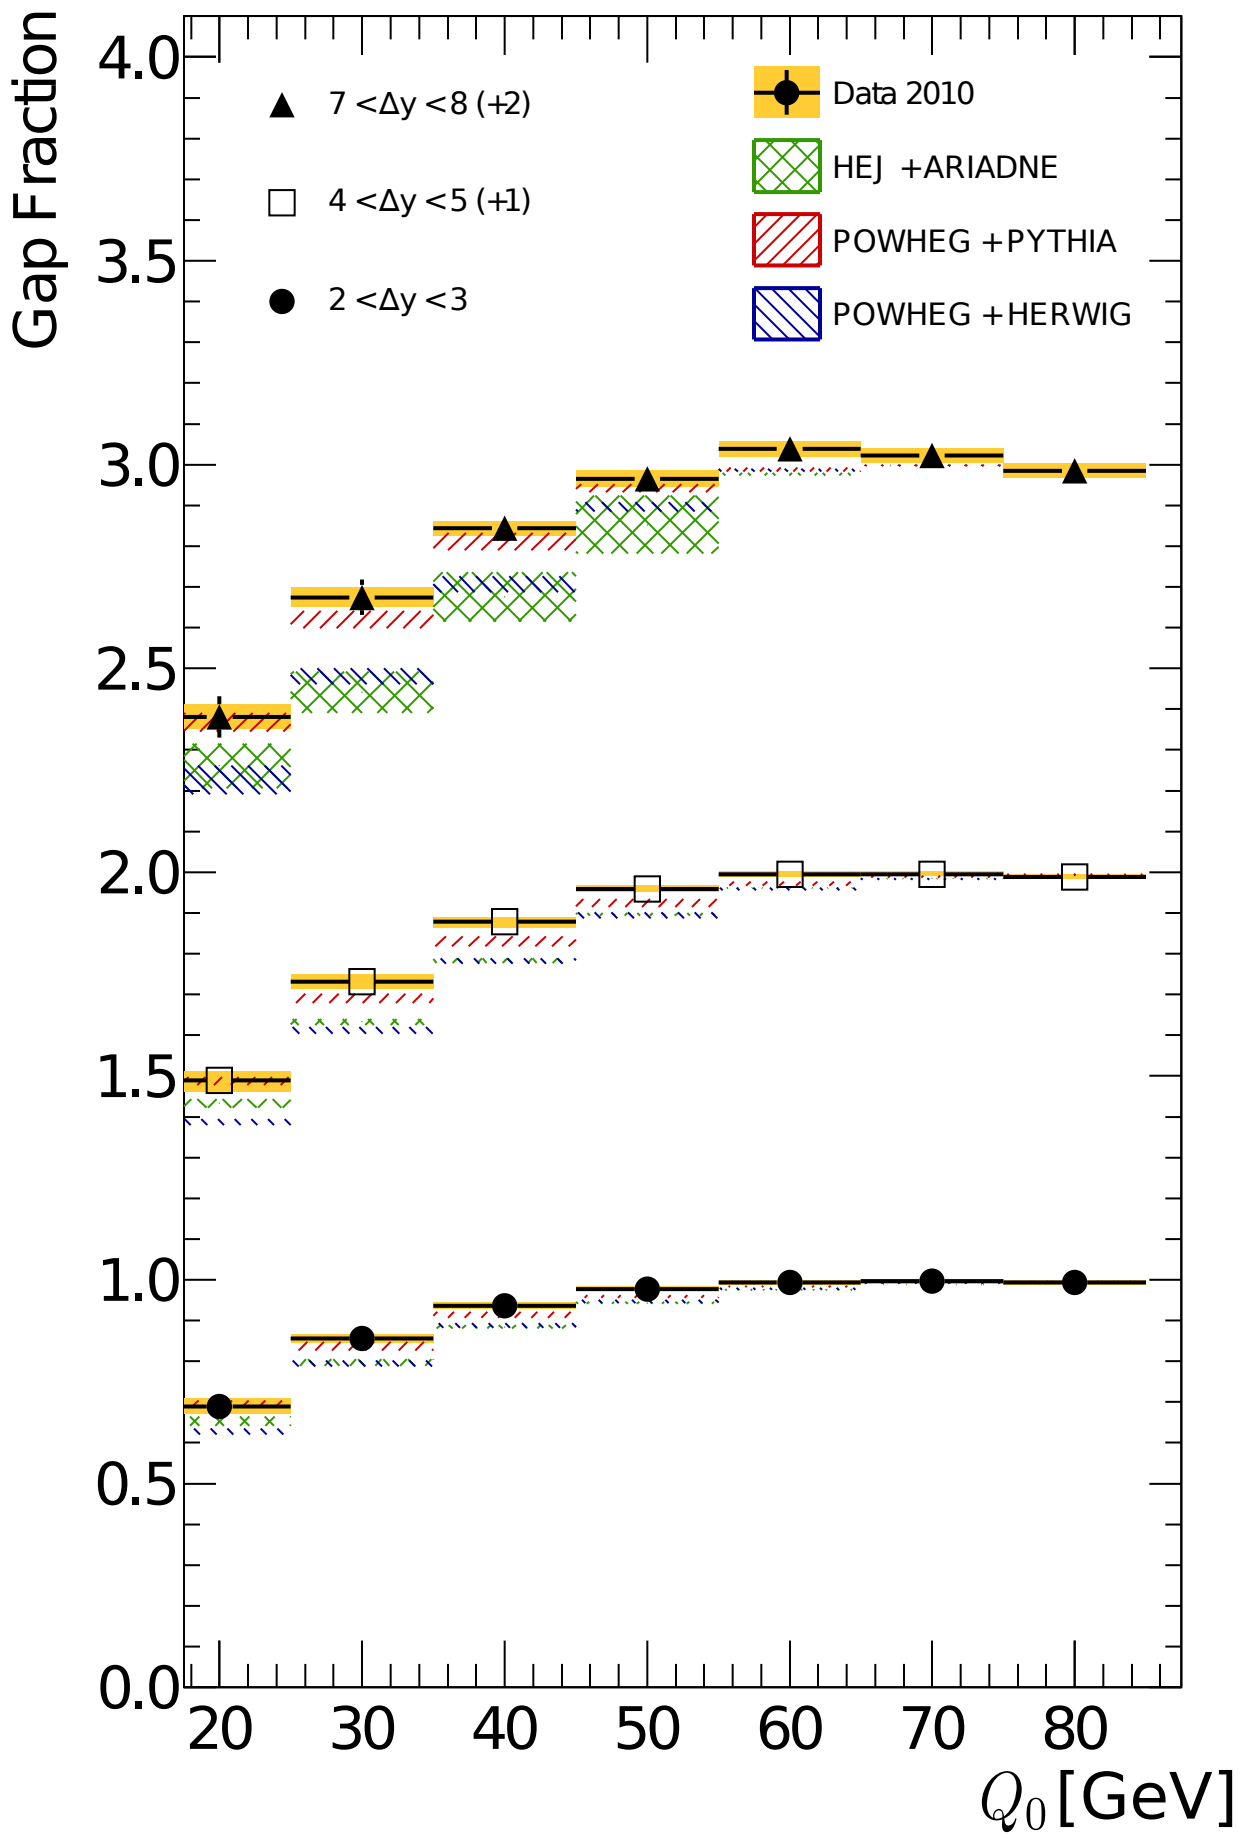 Gap Fraction
4.0
3.5
3.0
2.5
2.0
1.5
1.0
0.5
0.0
7 <Δy <8 (+2)
4 <Δy <5 (+1)
2 <Δy <3
Data 2010
HEJ +ARIADNE
POWHEG +PYTHIA
POWHEG +HERWIG
20 30 40 50 60 70 80
Q₀ [GeV]